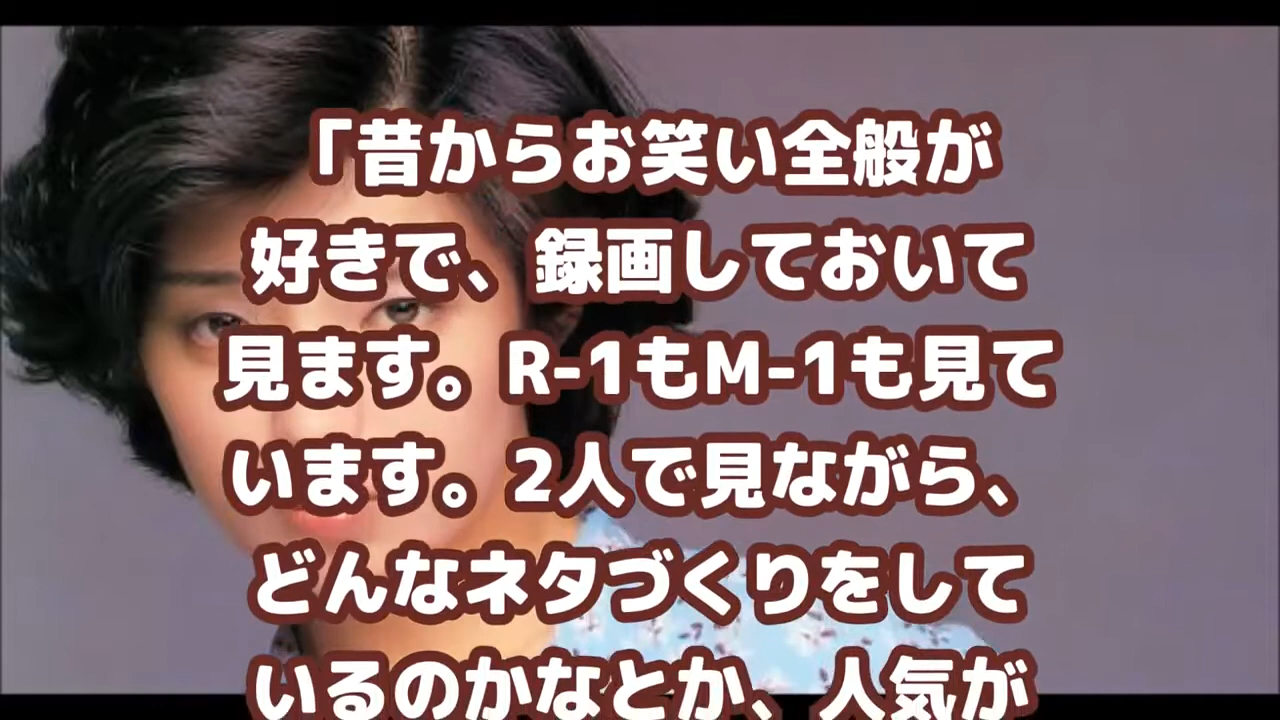 「昔からお笑い全般が
好きで、録画しておいて
見ます。R-1もM-1も見て
います。2人で見ながら、
どんなネタづくりをして
いるのかなとか、人気が